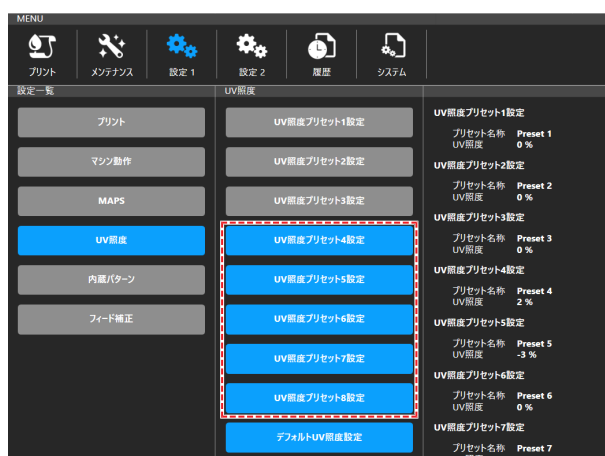 MENU
プリント
メンテナンス
設定 1
設定 2
履歴
システム
設定一覧
UV照度
プリント
マシン動作
MAPS
UV照度
内蔵パターン
フィード補正
UV照度プリセット1設定
UV照度プリセット2設定
UV照度プリセット3設定
UV照度プリセット4設定
UV照度プリセット5設定
UV照度プリセット6設定
UV照度プリセット7設定
UV照度プリセット8設定
デフォルトUV照度設定
UV照度プリセット1設定
プリセット名称 Preset 1
UV照度 0 %
UV照度プリセット2設定
プリセット名称 Preset 2
UV照度 0 %
UV照度プリセット3設定
プリセット名称 Preset 3
UV照度 0 %
UV照度プリセット4設定
プリセット名称 Preset 4
UV照度 2 %
UV照度プリセット5設定
プリセット名称 Preset 5
UV照度 -3 %
UV照度プリセット6設定
プリセット名称 Preset 6
UV照度 0 %
UV照度プリセット7設定
プリセット名称 Preset 7